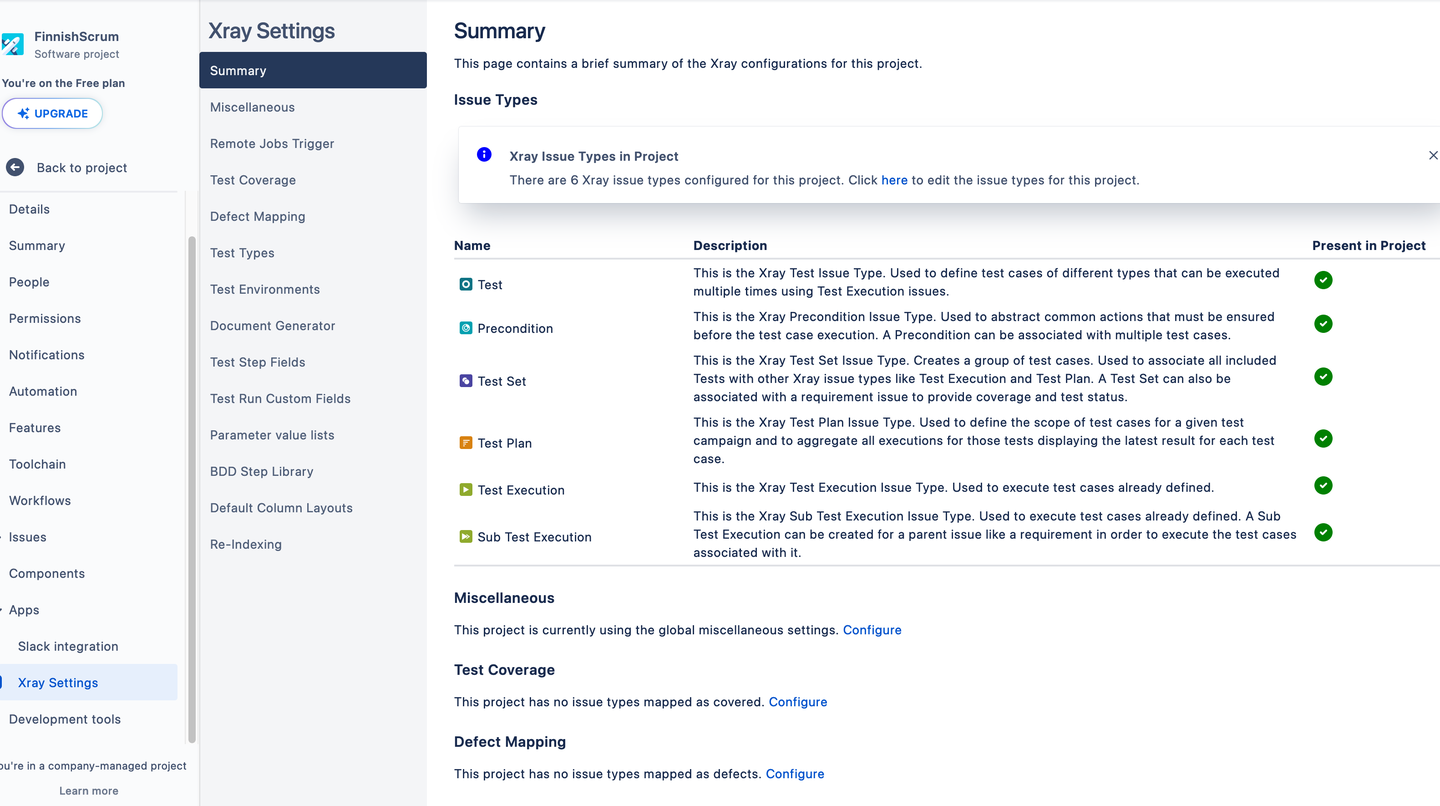 FinnishScrum
Software project
You're on the Free plan
UPGRADE
Back to project
Details
Summary
People
Permissions
Notifications
Automation
Features
Toolchain
Workflows
Issues
Components
Apps
Slack integration
Xray Settings
Development tools
ou're in a company-managed project
Learn more
Xray Settings
Summary
Miscellaneous
Remote Jobs Trigger
Test Coverage
Defect Mapping
Test Types
Test Environments
Document Generator
Test Step Fields
Test Run Custom Fields
Parameter value lists
BDD Step Library
Default Column Layouts
Re-Indexing
Summary
This page contains a brief summary of the Xray configurations for this project.
Issue Types
Xray Issue Types in Project
There are 6 Xray issue types configured for this project. Click here to edit the issue types for this project.
Name Description Present in Project
Test
This is the Xray Test Issue Type. Used to define test cases of different types that can be executed
multiple times using Test Execution issues.
Precondition
This is the Xray Precondition Issue Type. Used to abstract common actions that must be ensured
before the test case execution. A Precondition can be associated with multiple test cases.
Test Set
This is the Xray Test Set Issue Type. Creates a group of test cases. Used to associate all included
Tests with other Xray issue types like Test Execution and Test Plan. A Test Set can also be
associated with a requirement issue to provide coverage and test status.
Test Plan
This is the Xray Test Plan Issue Type. Used to define the scope of test cases for a given test
campaign and to aggregate all executions for those tests displaying the latest result for each test
case.
Test Execution
This is the Xray Test Execution Issue Type. Used to execute test cases already defined.
Sub Test Execution
This is the Xray Sub Test Execution Issue Type. Used to execute test cases already defined. A Sub
Test Execution can be created for a parent issue like a requirement in order to execute the test cases
associated with it.
Miscellaneous
This project is currently using the global miscellaneous settings. Configure
Test Coverage
This project has no issue types mapped as covered. Configure
Defect Mapping
This project has no issue types mapped as defects. Configure